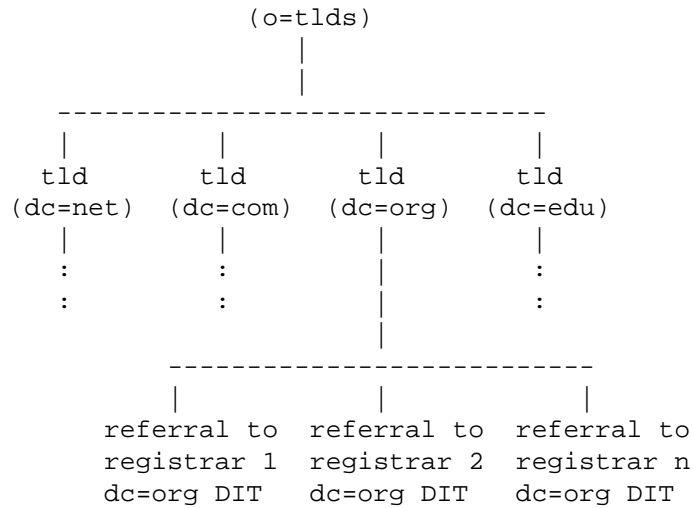 (o=tlds)
tld tld tld tld
(dc=net) (dc=com) (dc=org) (dc=edu)
: : :
: : :
referral to referral to referral to
registrar 1 registrar 2 registrar n
dc=org DIT dc=org DIT dc=org DIT